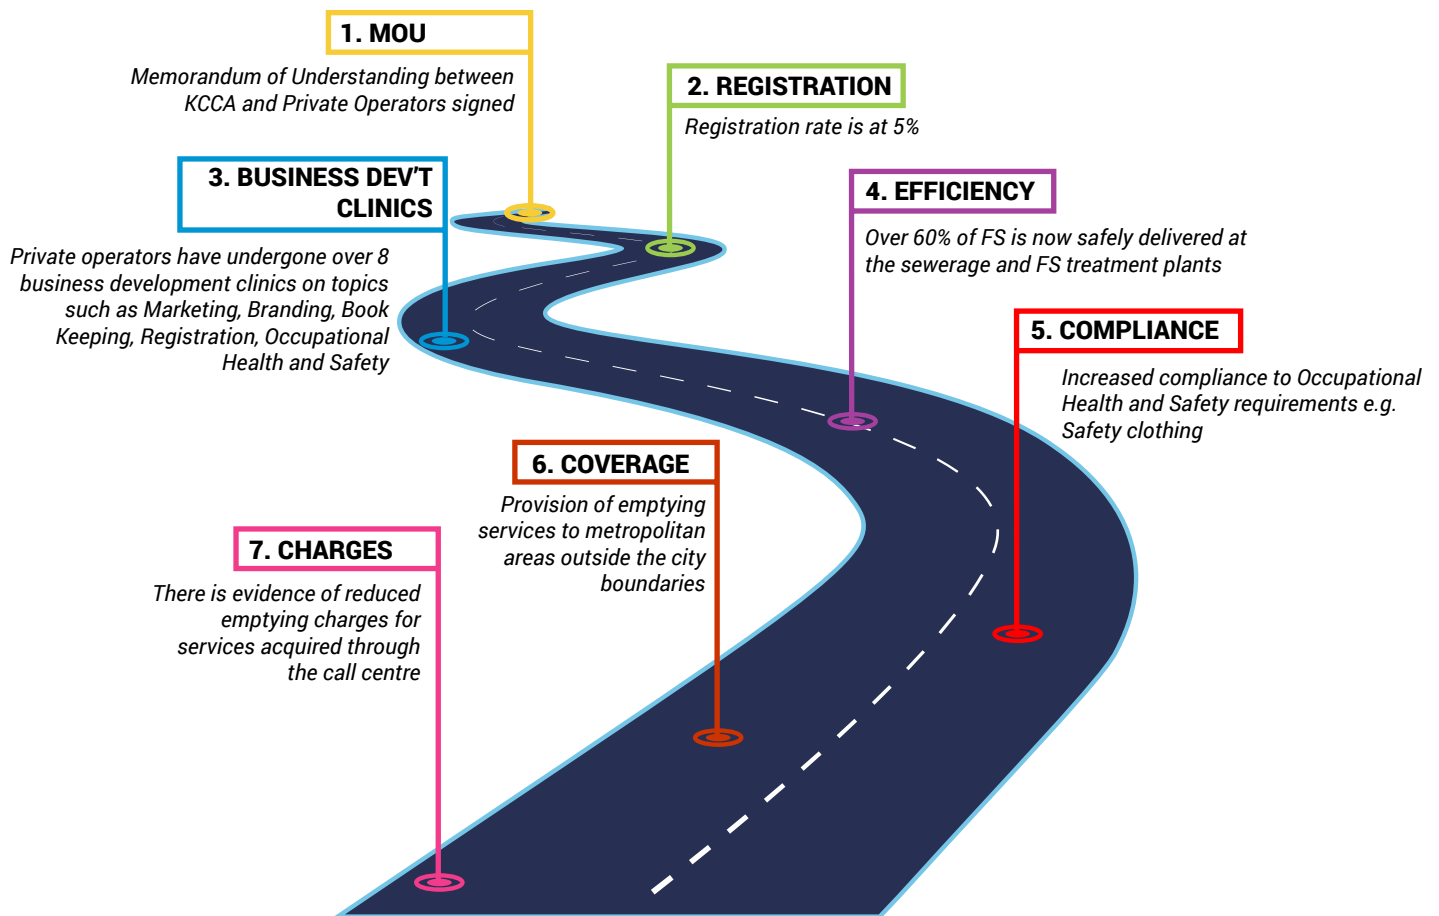 1. MOU
Memorandum of Understanding between
KCCA and Private Operators signed
2. REGISTRATION
Registration rate is at 5%
3. BUSINESS DEV'T
CLINICS
Private operators have undergone over 8
business development clinics on topics
such as Marketing, Branding, Book
Keeping, Registration, Occupational
Health and Safety
4. EFFICIENCY
Over 60% of FS is now safely delivered at
the sewerage and FS treatment plants
5. COMPLIANCE
Increased compliance to Occupational
Health and Safety requirements e.g.
Safety clothing
6. COVERAGE
Provision of emptying
services to metropolitan
areas outside the city
boundaries
7. CHARGES
There is evidence of reduced
emptying charges for
services acquired through
the call centre